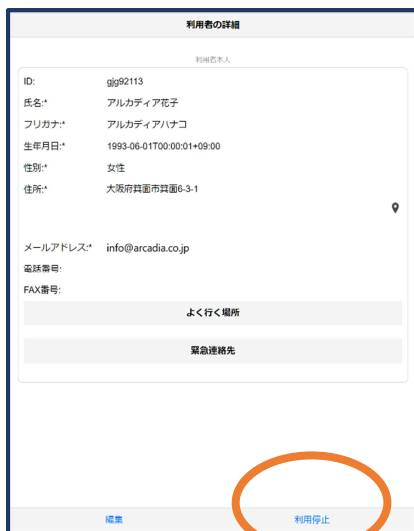 利用者の詳細
利用者本人
ID: gjg92113
氏名:* アルカディア花子
フリガナ:* アルカディアハナコ
生年月日:* 1993-06-01T00:00:01+09:00
性別:* 女性
住所:* 大阪府箕面市箕面6-3-1
メールアドレス:* info@arcadia.co.jp
電話番号:
FAX番号:
よく行く場所
緊急連絡先
編集 利用停止